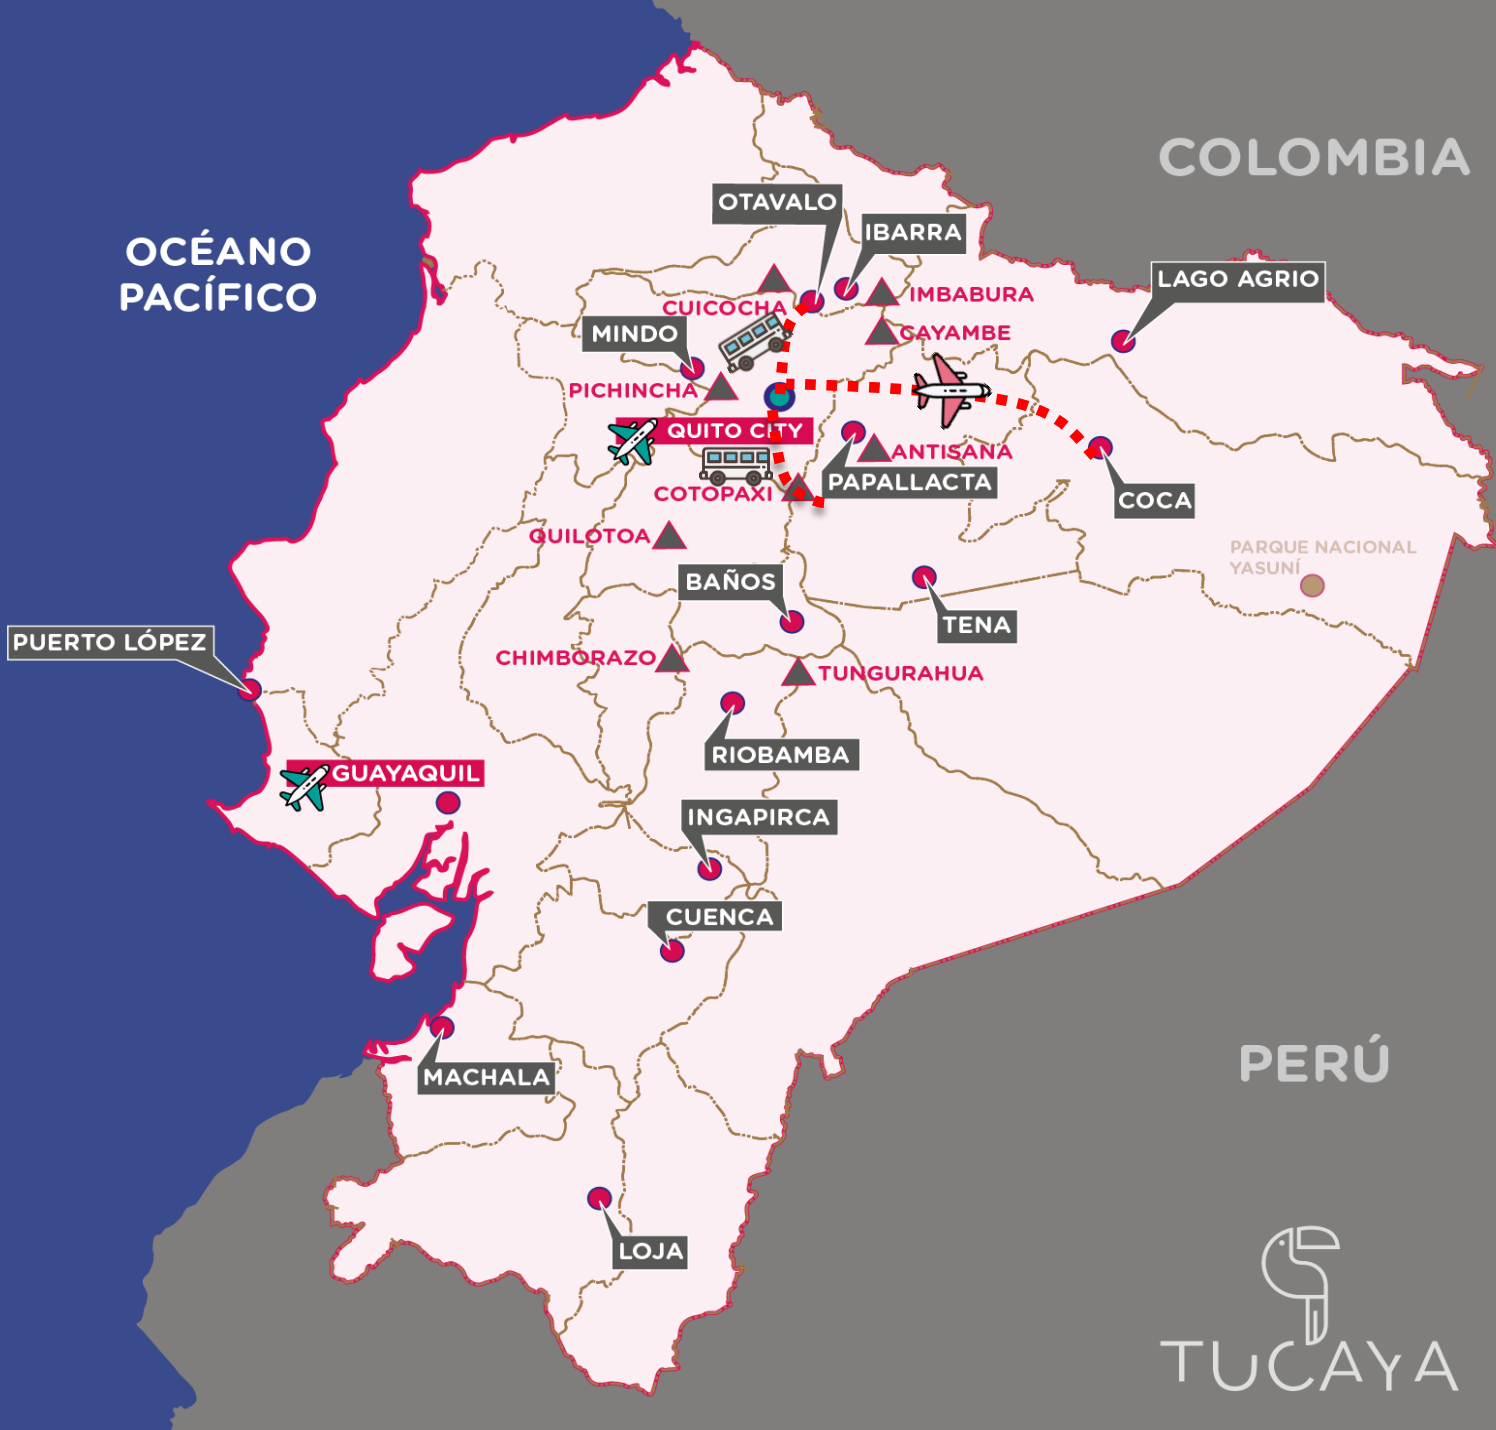 COLOMBIA
OTAVALO
IBARRA
OCÉANO
PACÍFICO
LAGO AGRIO
IMBABURA
CUICOCHA
MINDO
CAYAMBE
PICHINCHA
QUITO CITY
ANTISANA
PAPALLACTA
COTOPAXI
COCA
QUILOTOA
PARQUE NACIONAL
YASUNÍ
BAÑOS
TENA
PUERTO LÓPEZ
CHIMBORAZO
TUNGURAHUA
RIOBAMBA
GUAYAQUIL
INGAPIRCA
CUENCA
PERÚ
MACHALA
LOJA
TUCAYA